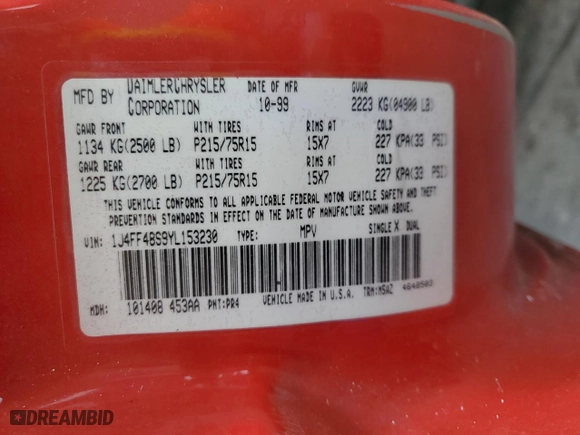 MFD BY DAIMLERCHRYSLER CORPORATION DATE OF MFR 10-99 GVWR 2223 KG(04900 LB)
GAWR FRONT WITH TIRES RIMS AT COLD
1134 KG(2500 LB) P215/75R15 15X7 227 KPA(33 PSI)
GAWR REAR WITH TIRES RIMS AT COLD
1225 KG(2700 LB) P215/75R15 15X7 227 KPA(33 PSI)
THIS VEHICLE CONFORMS TO ALL APPLICABLE FEDERAL MOTOR VEHICLE SAFETY AND THEFT
PREVENTION STANDARDS IN EFFECT ON THE DATE OF MANUFACTURE SHOWN ABOVE.
VIN: 1J4FF48S9YL153230 TYPE: MPV SINGLE X DUAL
MDH: 101408 453AA PNT:PR4 VEHICLE MADE IN U.S.A. TRM:M5AZ 4648503
DREAMBID